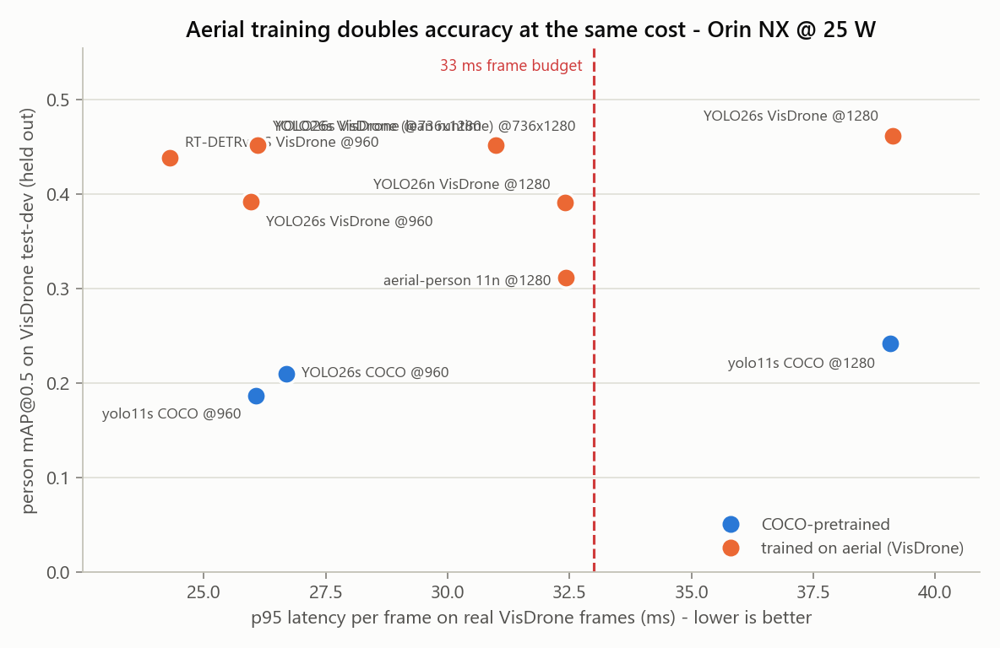 Aerial training doubles accuracy at the same cost - Orin NX @ 25 W
33 ms frame budget
YOLO26s VisDrone @1280
YOLO26s VisDrone @736x1280
VisDrone @960
YOLO26n VisDrone @1280
YOLO26s VisDrone @960
aerial-person 11n @1280
yolo11s COCO @1280
YOLO26s COCO @960
yolo11s COCO @960
COCO-pretrained
trained on aerial (VisDrone)
person mAP@0.5 on VisDrone test-dev (held out)
0.5
0.4
0.3
0.2
0.1
0.0
25.0
27.5
30.0
32.5
35.0
37.5
40.0
p95 latency per frame on real VisDrone frames (ms) - lower is better